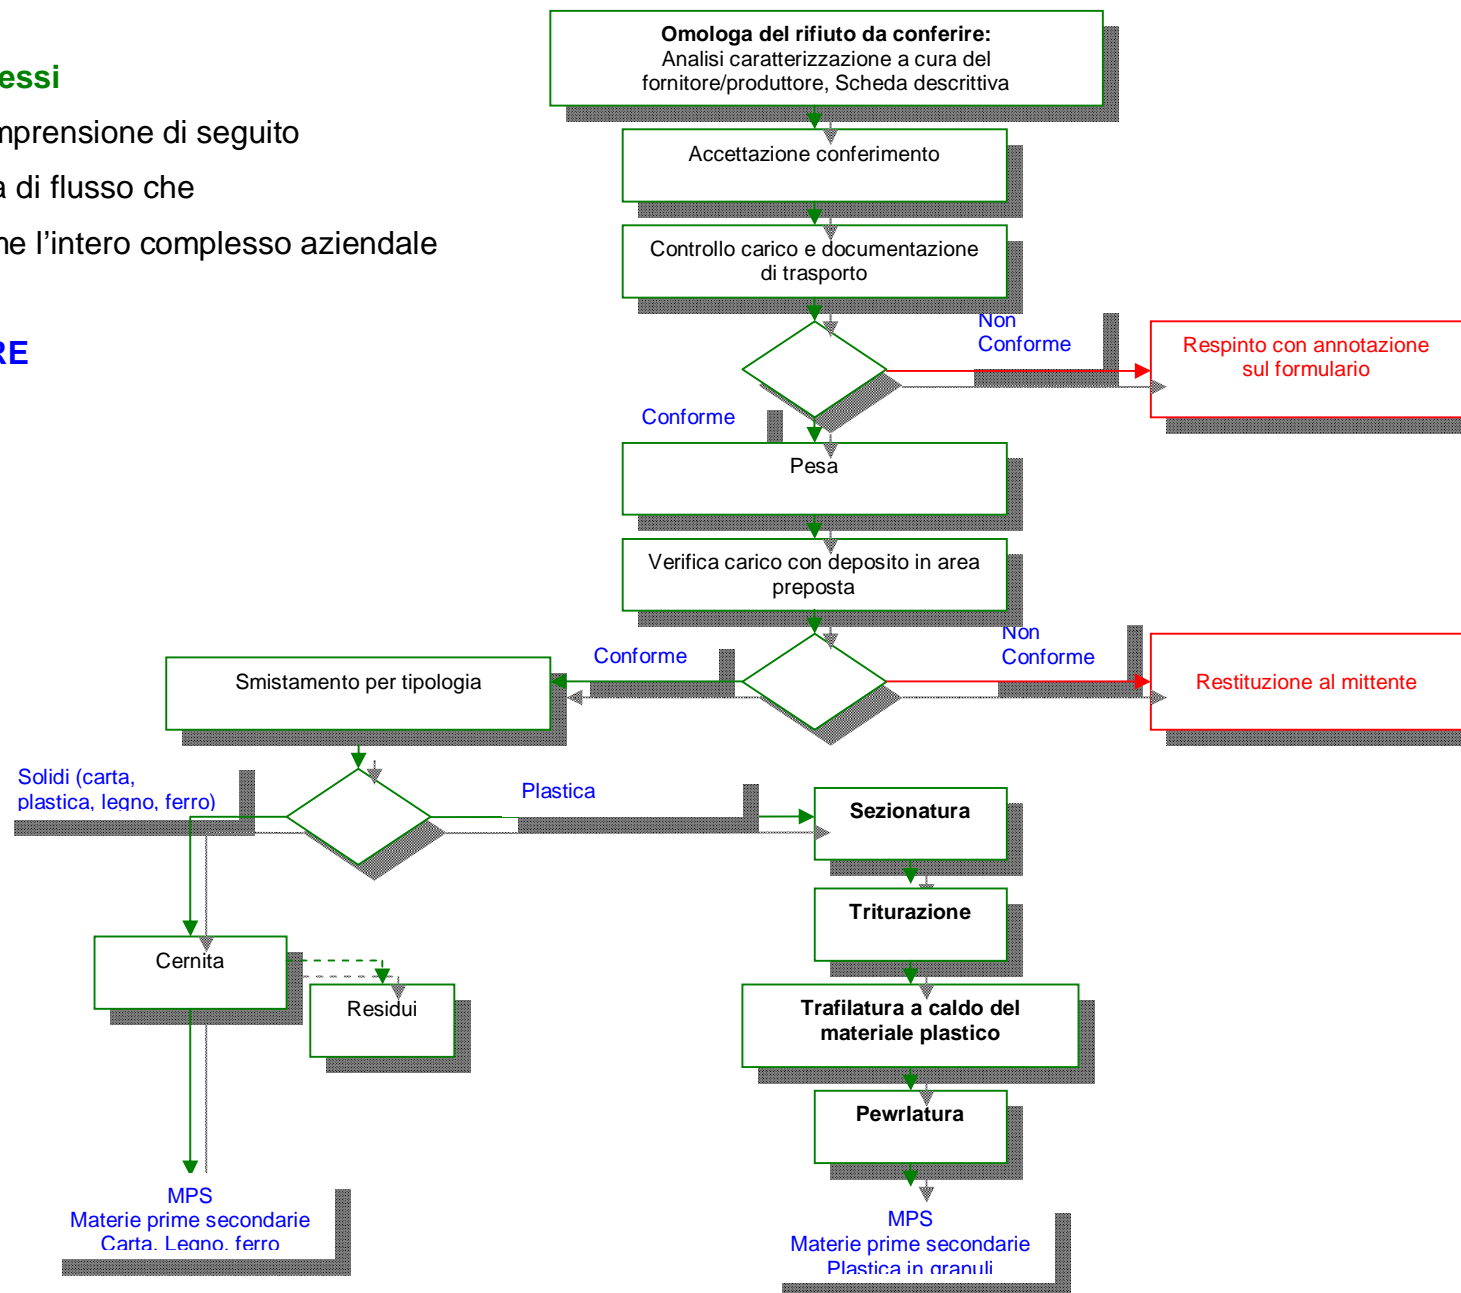 essi
mprensione di seguito
a di flusso che
ne l'intero complesso aziendale
RE
Omologa del rifiuto da conferire:
Analisi caratterizzazione a cura del
fornitore/produttore, Scheda descrittiva
Accettazione conferimento
Controllo carico e documentazione
di trasporto
Non
Conforme
Respinto con annotazione
sul formulario
Conforme
Pesa
Verifica carico con deposito in area
preposta
Conforme
Non
Conforme
Smistamento per tipologia
Restituzione al mittente
Solidi (carta,
plastica, legno, ferro)
Plastica
Sezionatura
Triturazione
Cernita
Residui
Trafilatura a caldo del
materiale plastico
Pewrlatura
MPS
Materie prime secondarie
Carta, Legno, ferro
MPS
Materie prime secondarie
Plastica in granuli